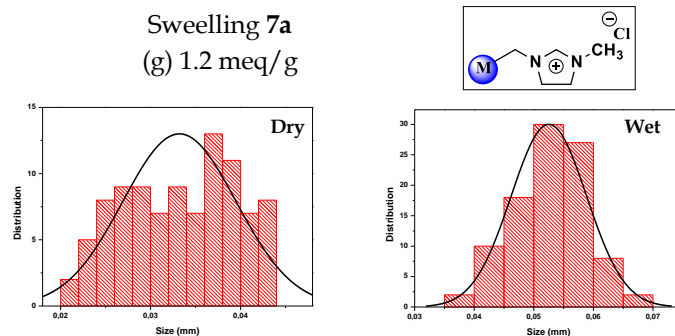 Sweelling 7a
(g) 1.2 meq/g
M
N
⊕
N
CH3
⊖
Cl
Dry
Distribution
15
10
5
0
0,02
0,03
0,04
Size (mm)
Wet
Distribution
30
25
20
15
10
5
0
0,03
0,04
0,05
0,06
0,07
Size (mm)